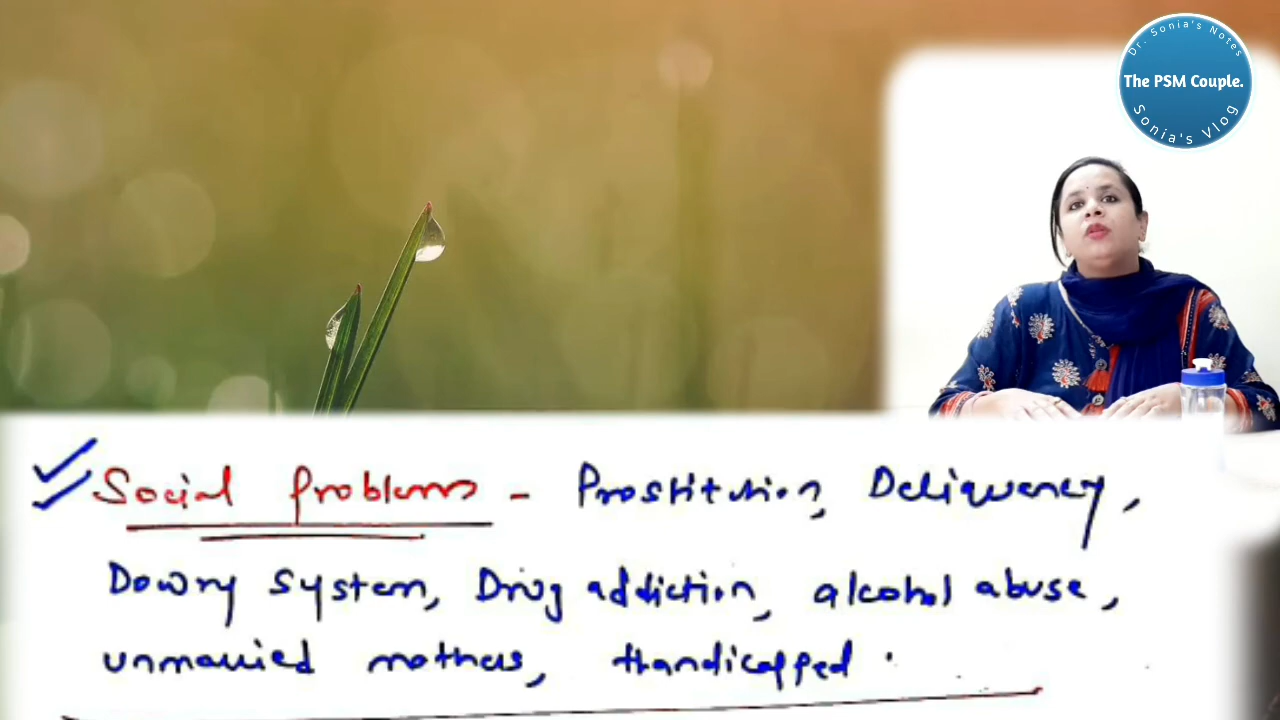 Dr. Sonia's Notes
The PSM Couple.
Sonia's Vlog
Social Problems - Prostitution, Deliquency,
Dowry System, Drug addiction, alcohol abuse,
unmarried mothers, Handicapped.